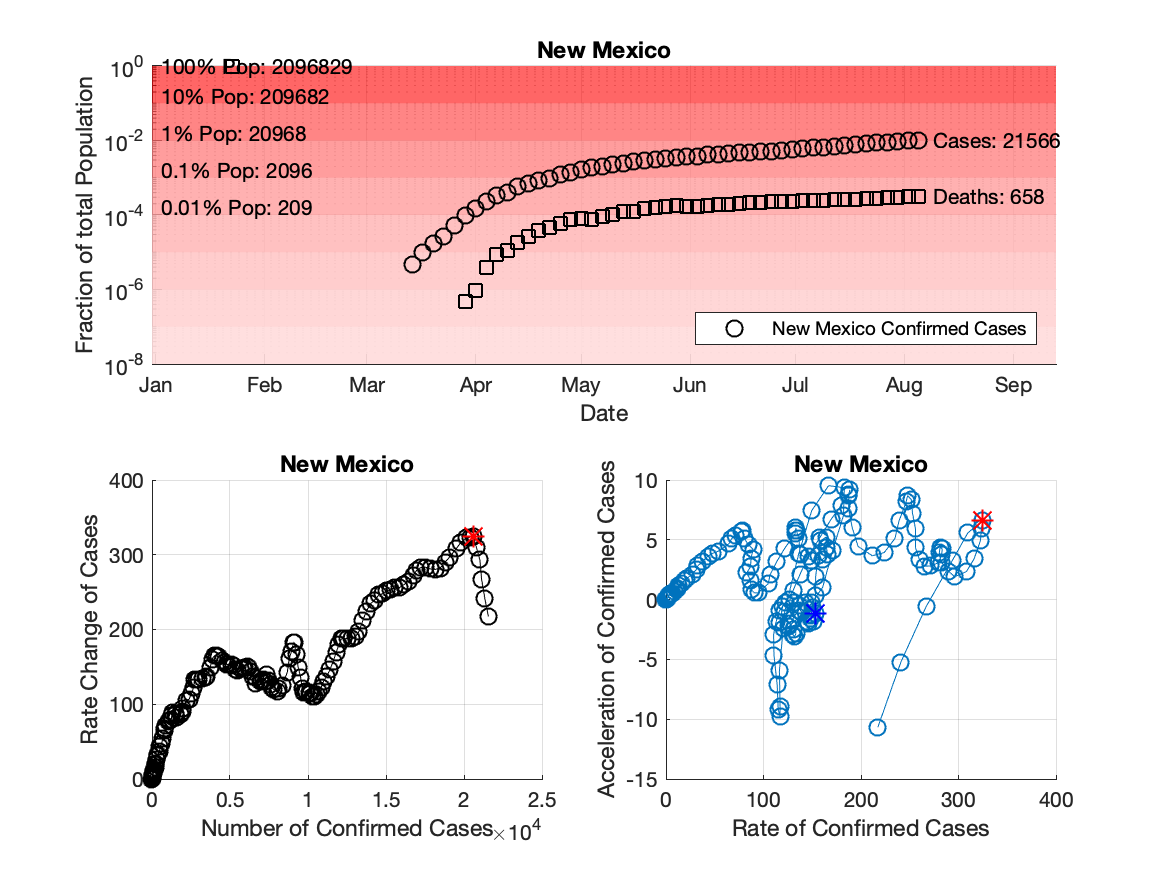 New Mexico
Fraction of total Population
10^0
10^-2
10^-4
10^-6
10^-8
100% Pop: 2096829
10% Pop: 209682
1% Pop: 20968
0.1% Pop: 2096
0.01% Pop: 209
Cases: 21566
Deaths: 658
New Mexico Confirmed Cases
Jan Feb Mar Apr May Jun Jul Aug Sep
Date
New Mexico
Rate Change of Cases
400
300
200
100
0
0 0.5 1 1.5 2 2.5
Number of Confirmed Cases ×10^4
New Mexico
Acceleration of Confirmed Cases
10
5
0
-5
-10
-15
0 100 200 300 400
Rate of Confirmed Cases